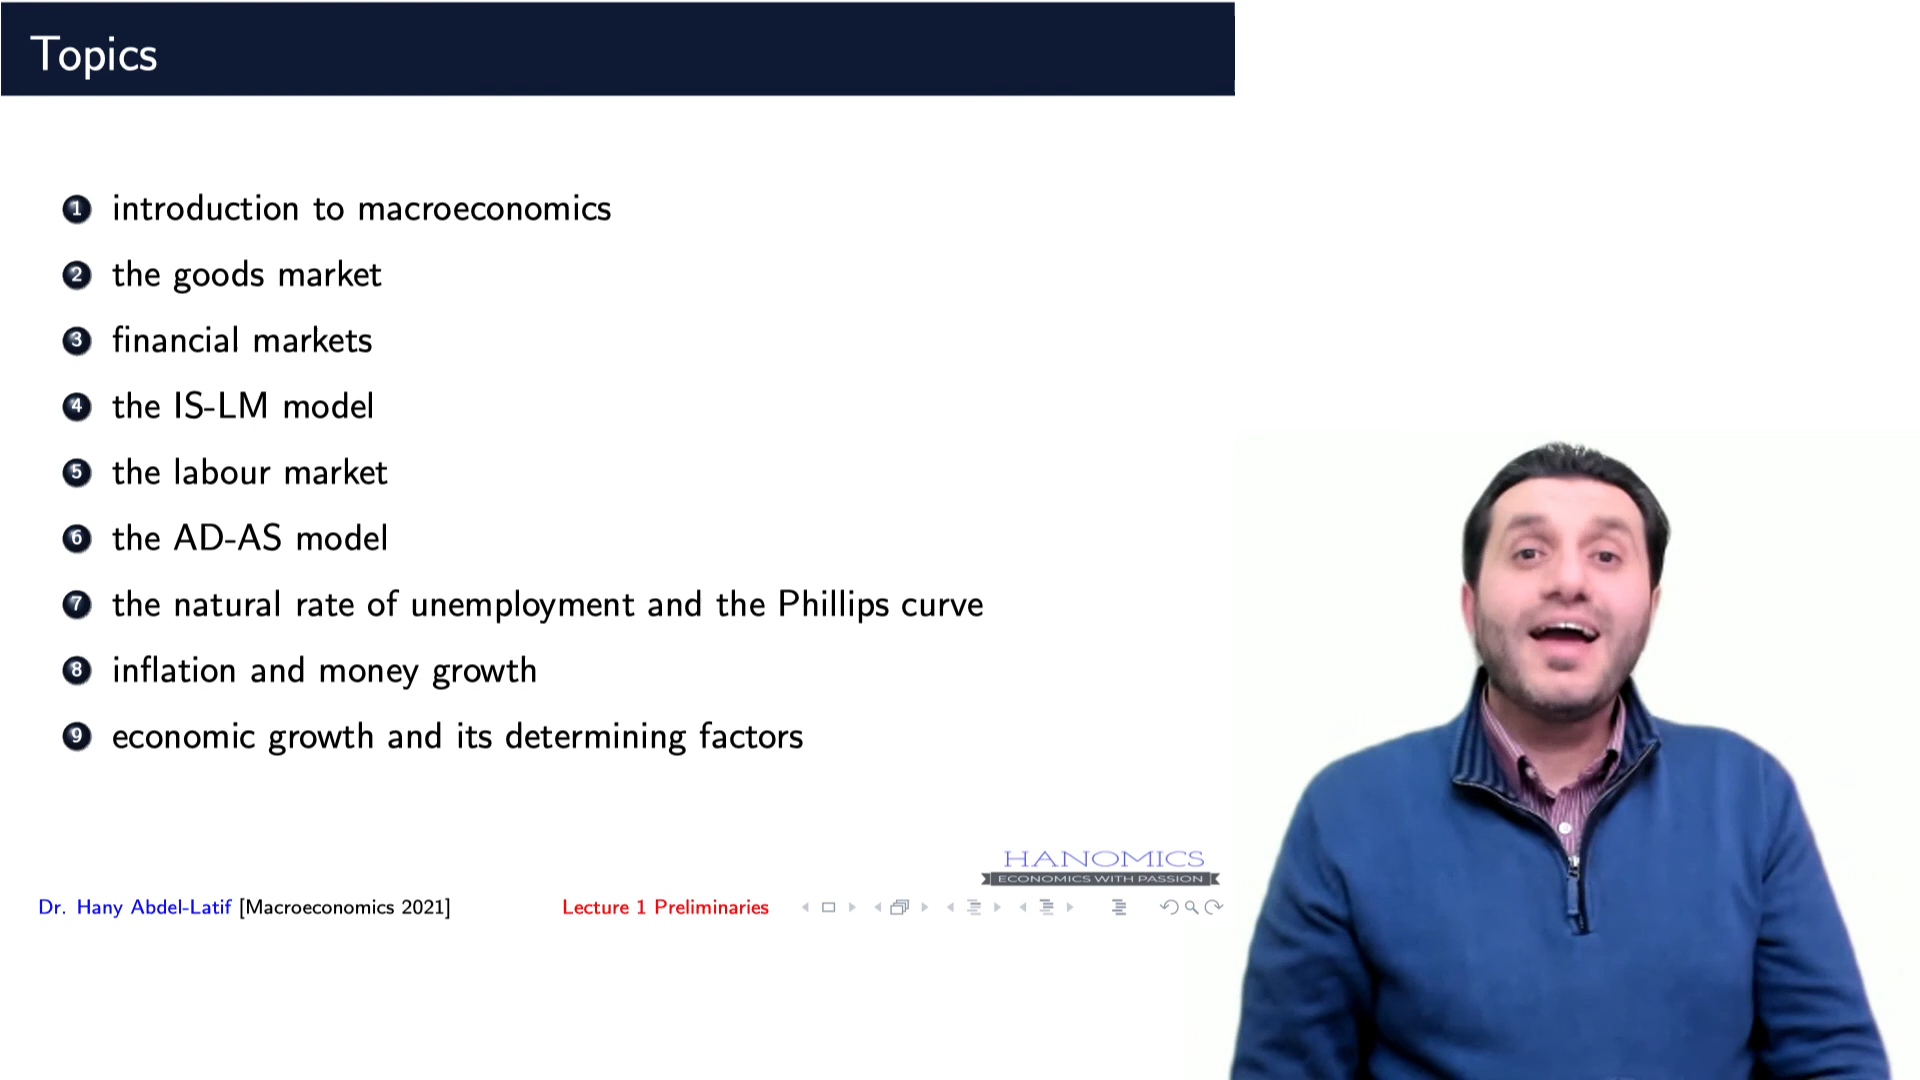 Topics
1 introduction to macroeconomics
2 the goods market
3 financial markets
4 the IS-LM model
5 the labour market
6 the AD-AS model
7 the natural rate of unemployment and the Phillips curve
8 inflation and money growth
9 economic growth and its determining factors
HANOMICS
ECONOMICS WITH PASSION
Dr. Hany Abdel-Latif [Macroeconomics 2021] Lecture 1 Preliminaries